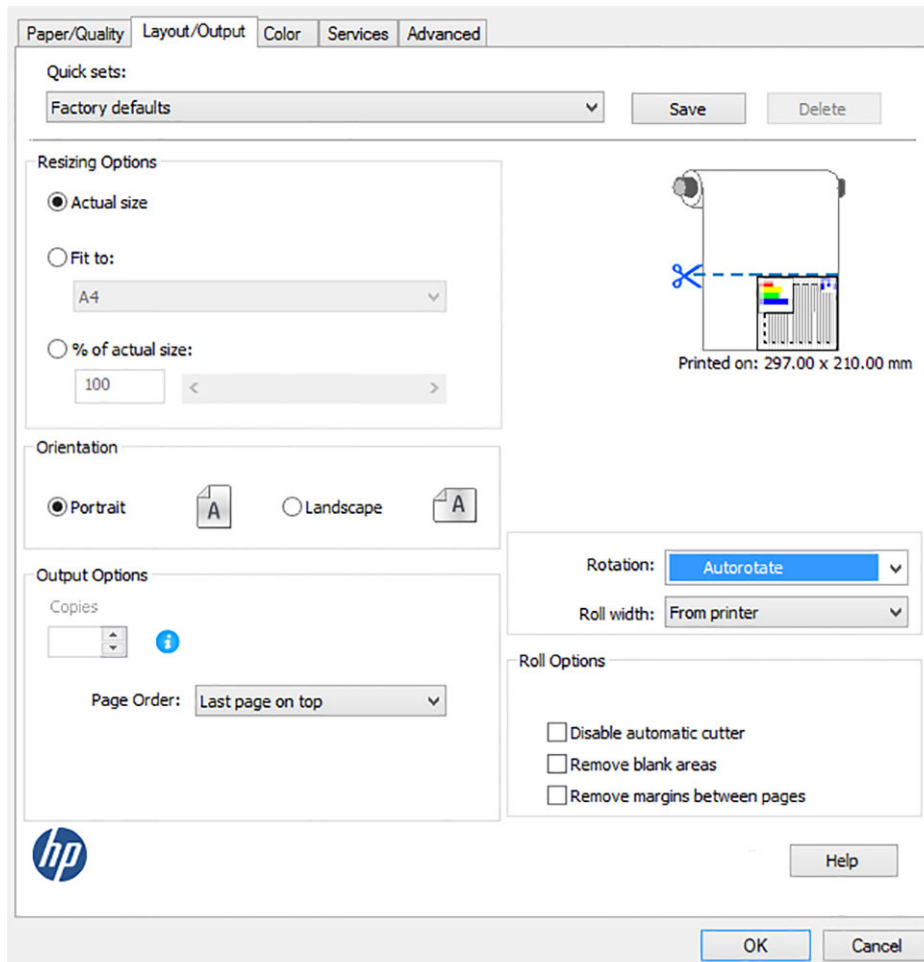 Paper/Quality Layout/Output Color Services Advanced
Quick sets:
Factory defaults Save Delete
Resizing Options
Actual size
Fit to:
A4
% of actual size:
100
Printed on: 297.00 x 210.00 mm
Orientation
Portrait A Landscape A
Rotation: Autorotate
Roll width: From printer
Output Options
Copies
i
Page Order: Last page on top
Roll Options
Disable automatic cutter
Remove blank areas
Remove margins between pages
hp
Help
OK Cancel